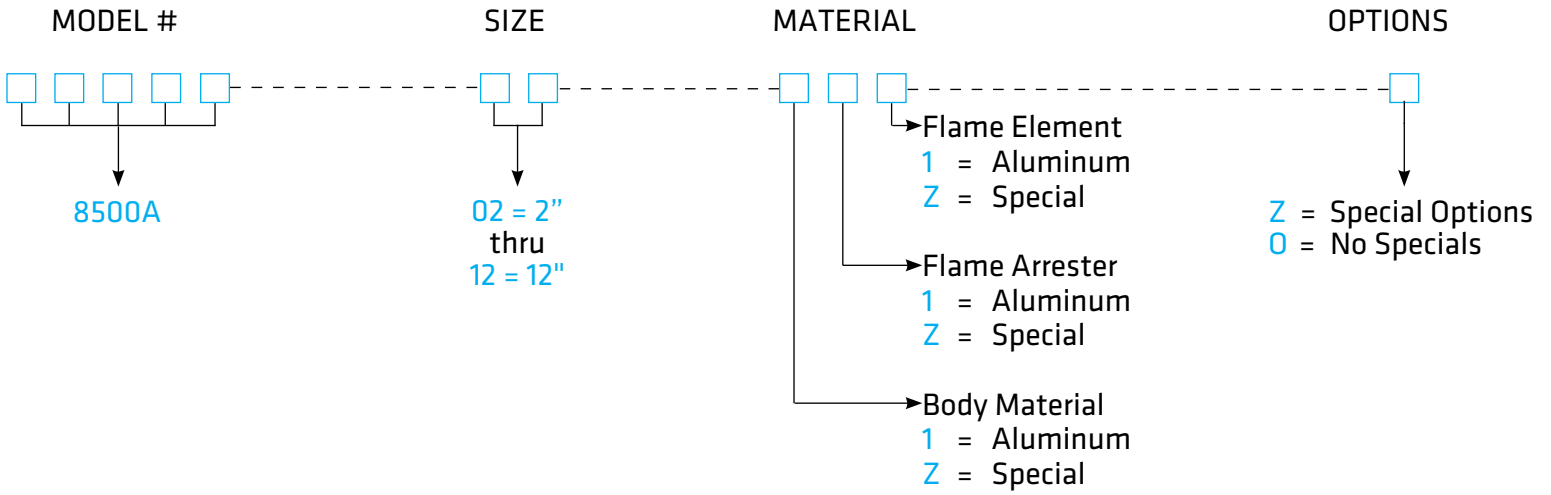 MODEL #
SIZE
MATERIAL
OPTIONS
8500A
02 = 2”
thru
12 = 12"
Flame Element
1 = Aluminum
Z = Special
Flame Arrester
1 = Aluminum
Z = Special
Body Material
1 = Aluminum
Z = Special
Z = Special Options
0 = No Specials